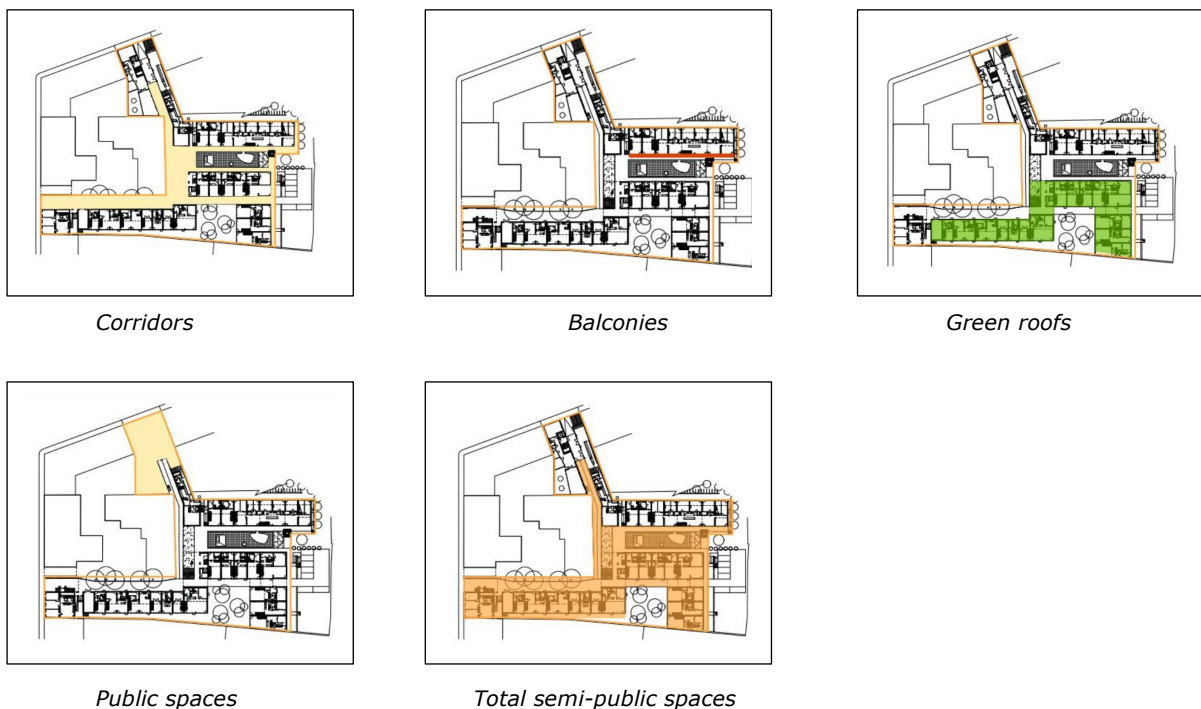 Corridors
Balconies
Green roofs
Public spaces
Total semi-public spaces